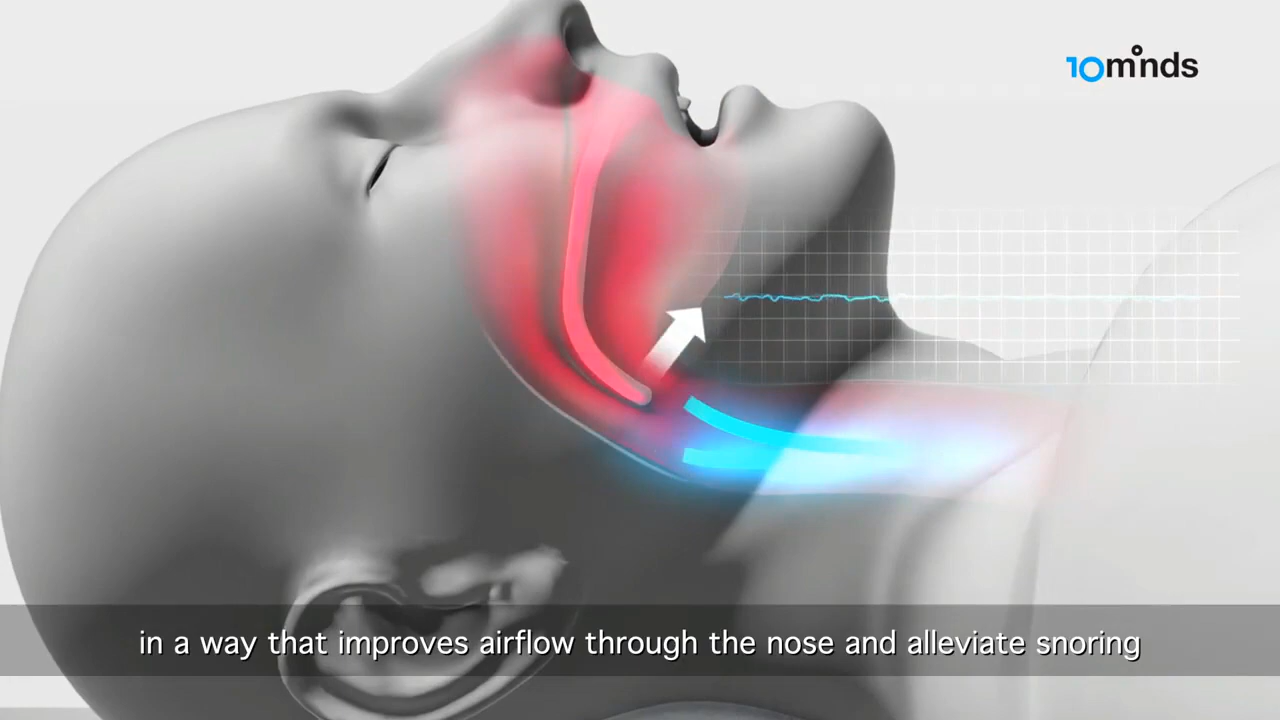 10minds
in a way that improves airflow through the nose and alleviate snoring